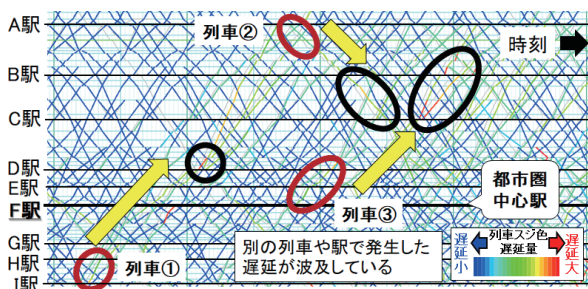 A駅
列車②
時刻
B駅
C駅
D駅
E駅
F駅
都市圏
中心駅
列車③
G駅
H駅
I駅
列車①
別の列車や駅で発生した
遅延が波及している
遅延小
列車スジ色
遅延量
遅延大